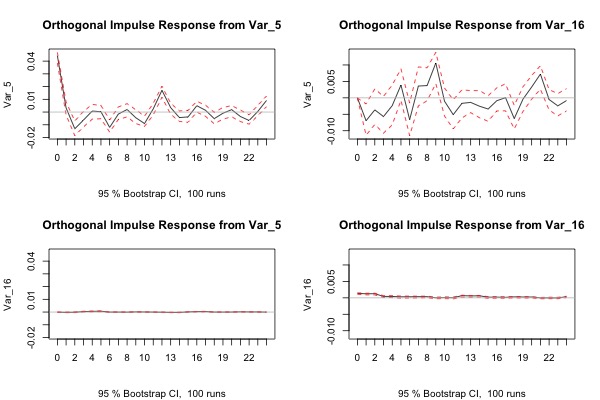 Orthogonal Impulse Response from Var_5
Orthogonal Impulse Response from Var_16
Var_5
0.04
0.01
-0.02
0 2 4 6 8 10 13 16 19 22
95 % Bootstrap CI, 100 runs
Var_5
0.005
-0.010
0 2 4 6 8 10 13 16 19 22
95 % Bootstrap CI, 100 runs
Orthogonal Impulse Response from Var_5
Orthogonal Impulse Response from Var_16
Var_16
0.04
0.01
-0.02
0 2 4 6 8 10 13 16 19 22
95 % Bootstrap CI, 100 runs
Var_16
0.005
-0.010
0 2 4 6 8 10 13 16 19 22
95 % Bootstrap CI, 100 runs